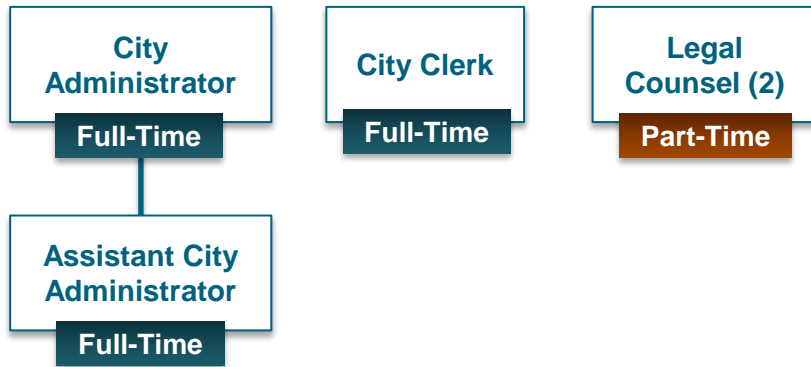 City
Administrator
Full-Time
City Clerk
Full-Time
Legal
Counsel (2)
Part-Time
Assistant City
Administrator
Full-Time